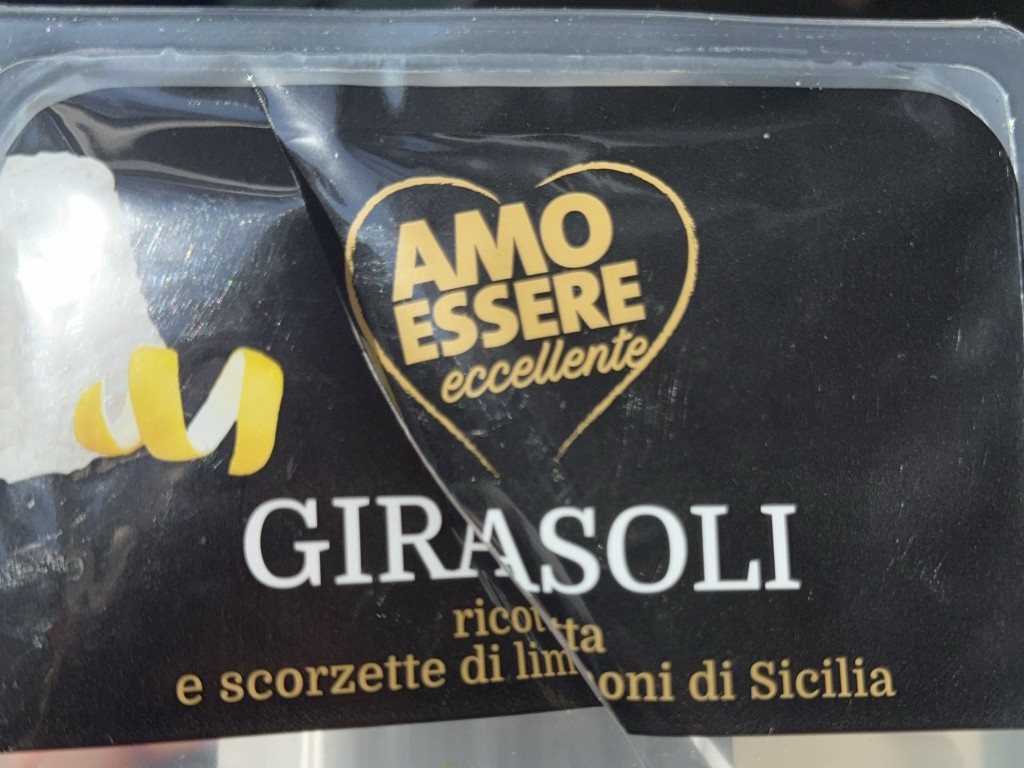 AMO
ESSERE
eccellente
GIRASOLI
ricotta
e scorzette di limoni di Sicilia